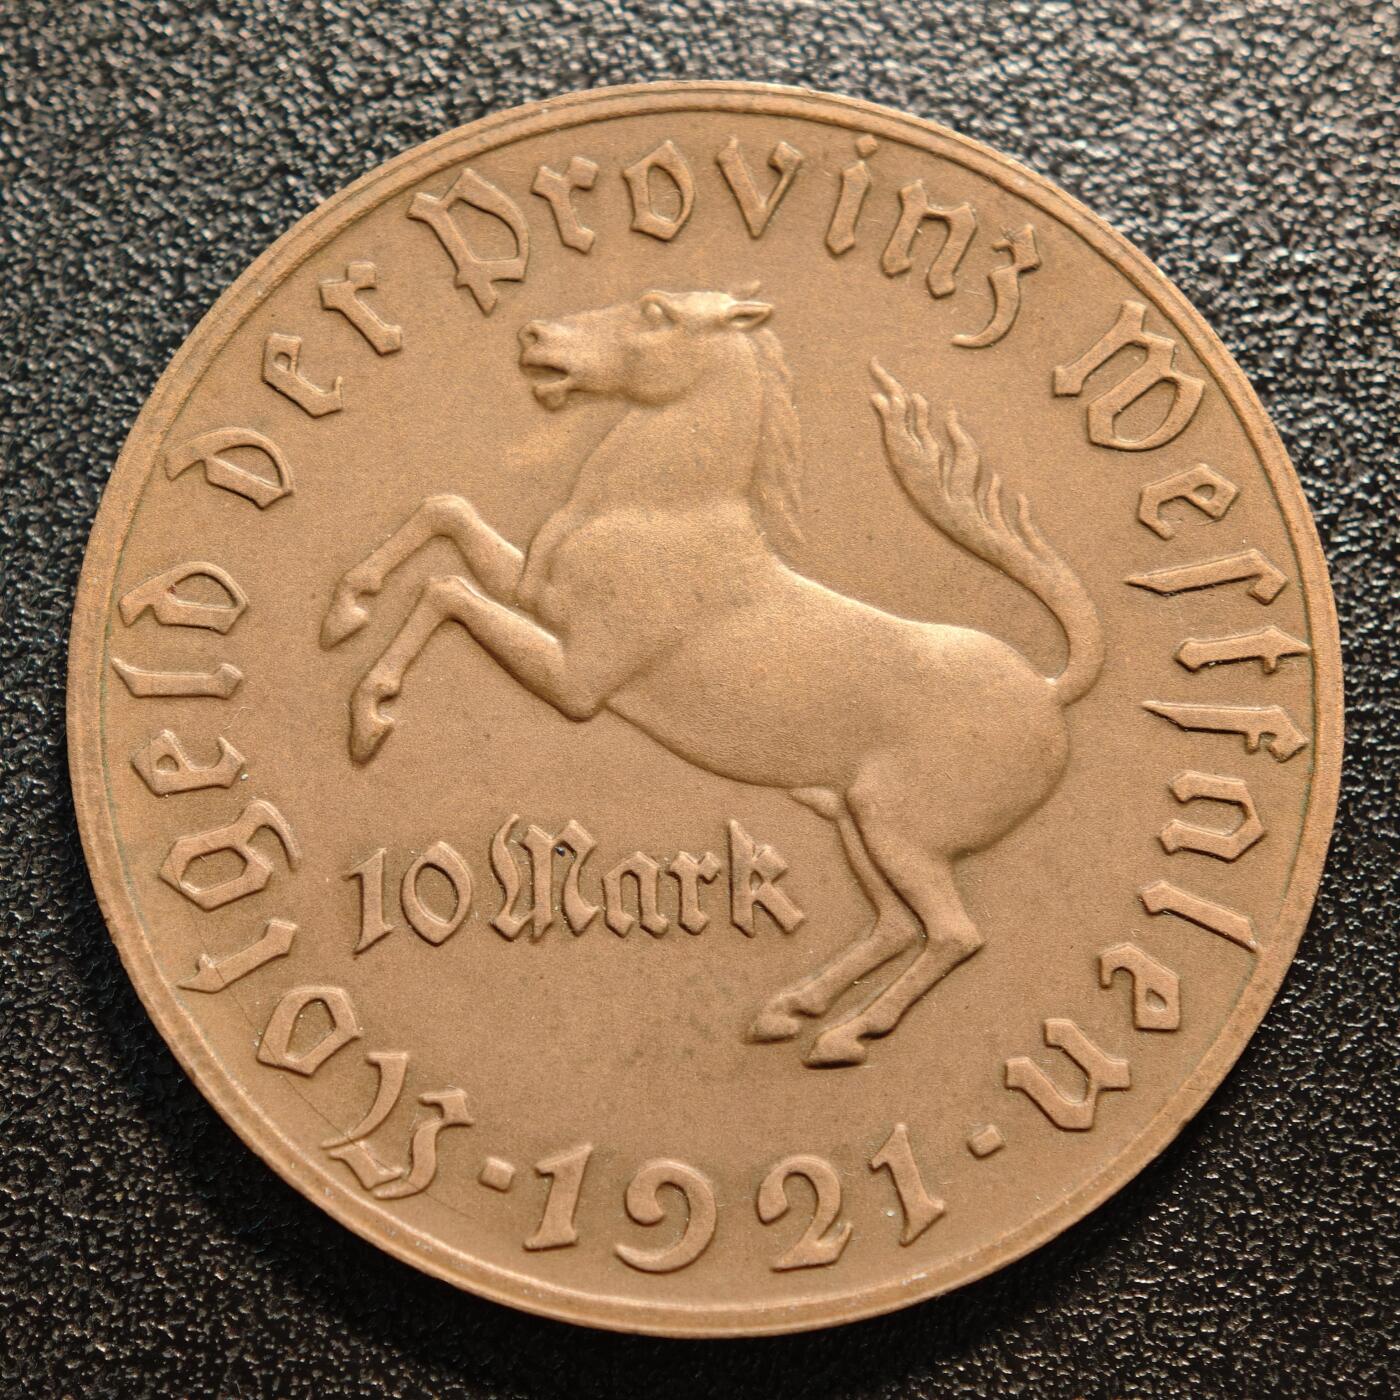 Notgeld der Provinz Westfalen
10 Mark
· 1921 ·